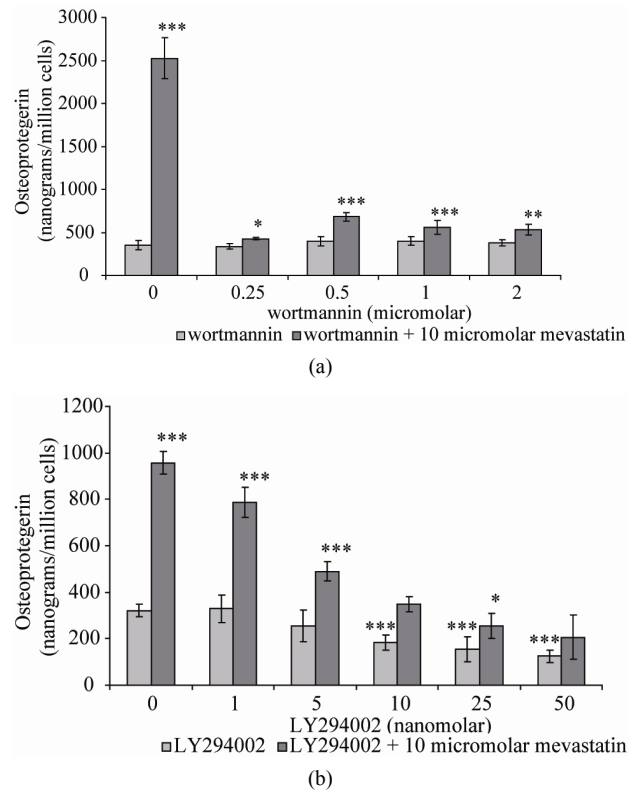 3000
2500
2000
1500
1000
500
0
Osteoprotegerin
(nanograms/million cells)
***
*
***
***
**
0 0.25 0.5 1 2
wortmannin (micromolar)
wortmannin wortmannin + 10 micromolar mevastatin
(a)
1200
1000
800
600
400
200
0
Osteoprotegerin
(nanograms/million cells)
***
***
***
***
***
*
***
0 1 5 10 25 50
LY294002 (nanomolar)
LY294002 LY294002 + 10 micromolar mevastatin
(b)